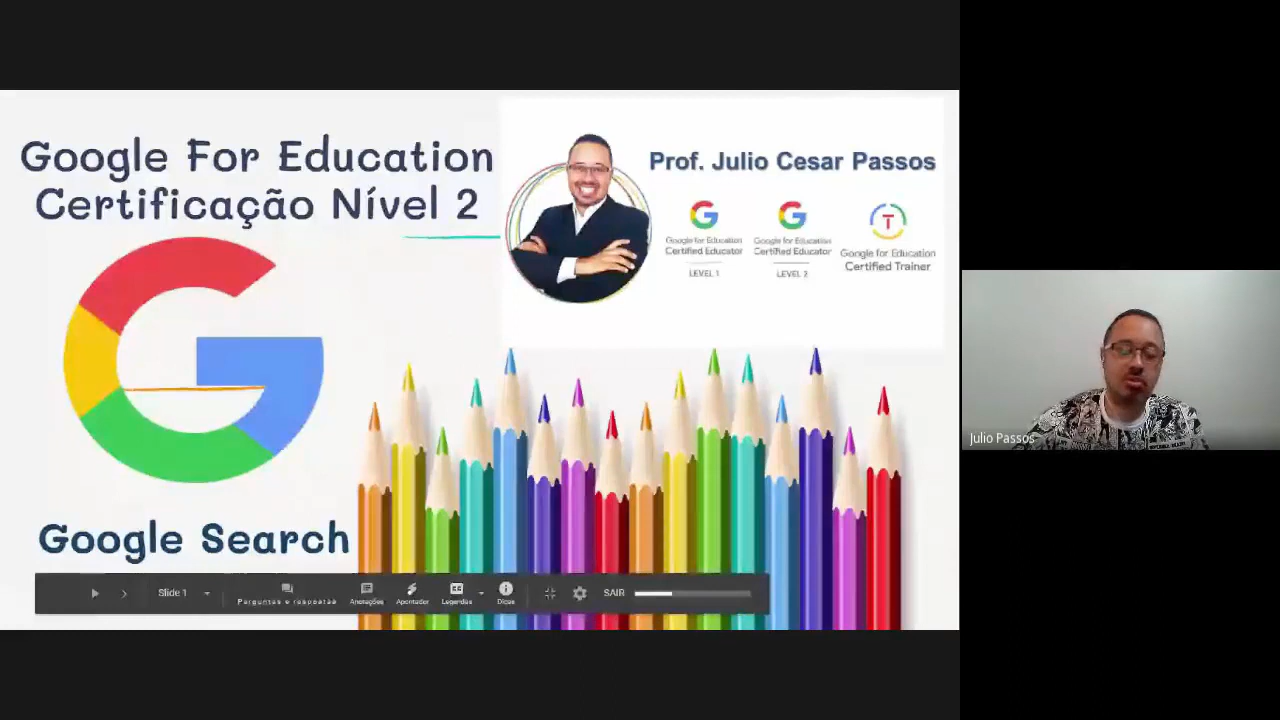 Google For Education
Certificação Nível 2
Prof. Julio Cesar Passos
Google for Education
Certified Educator
LEVEL 1
Google for Education
Certified Educator
LEVEL 2
T
Google for Education
Certified Trainer
Julio Passos
Google Search
Slide 1
Perguntas e respostas
Anotações
Apontador
CC
Legendas
Dicas
SAIR